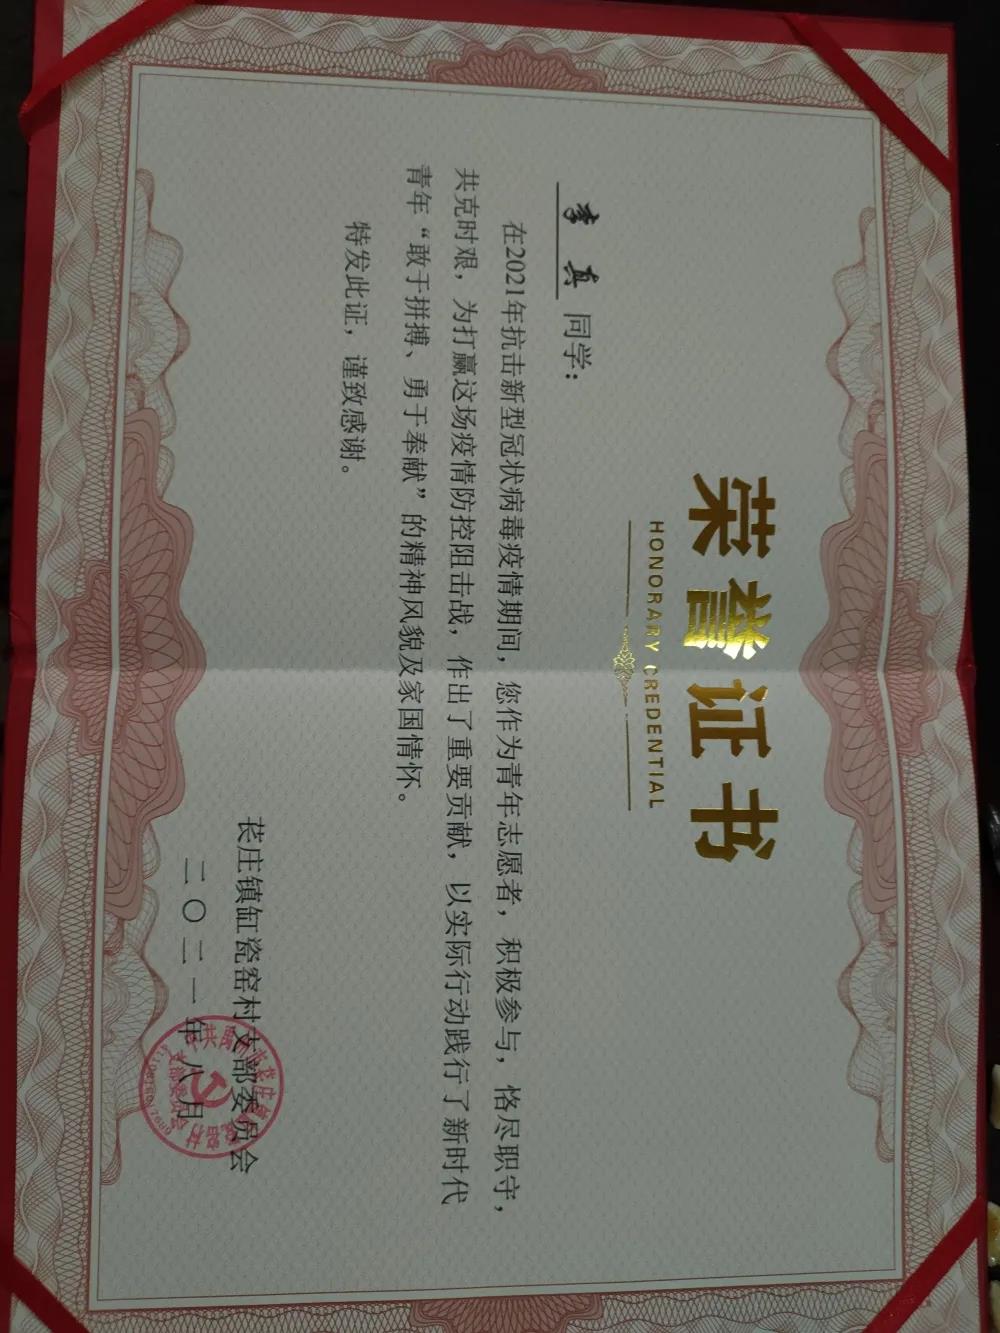 荣誉证书
HONORARY CREDENTIAL
李真 同学：
在2021年抗击新型冠状病毒疫情期间，您作为青年志愿者，积极参与，恪尽职守，
共克时艰，为打赢这场疫情防控阻击战，作出了重要贡献，以实际行动践行了新时代
青年“敢于拼搏、勇于奉献”的精神风貌及家国情怀。
特发此证，谨致感谢。
苌庄镇缸瓷窑村支部委员会
二〇二一年八月